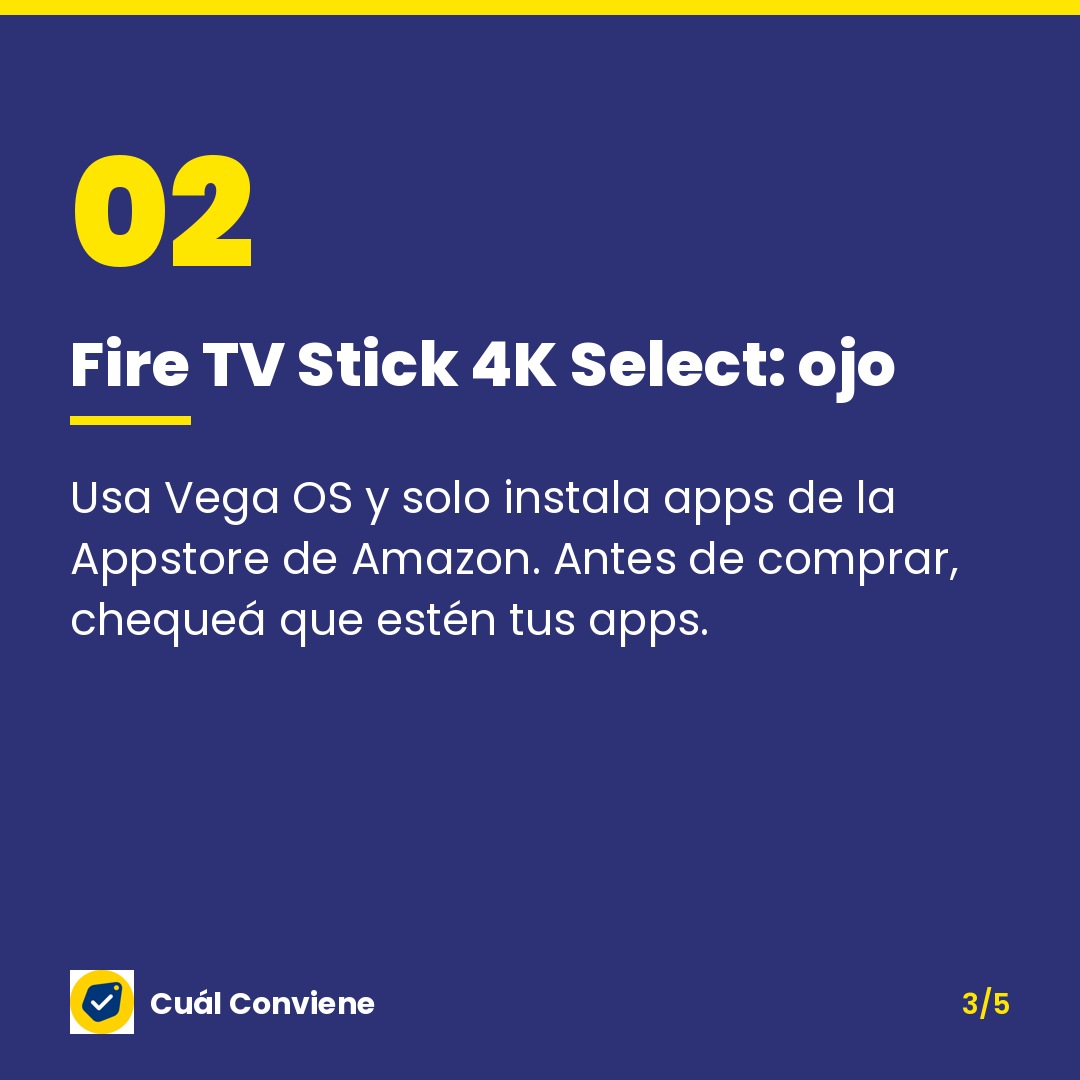 02
Fire TV Stick 4K Select: ojo
Usa Vega OS y solo instala apps de la
Appstore de Amazon. Antes de comprar,
chequeá que estén tus apps.
Cuál Conviene
3/5